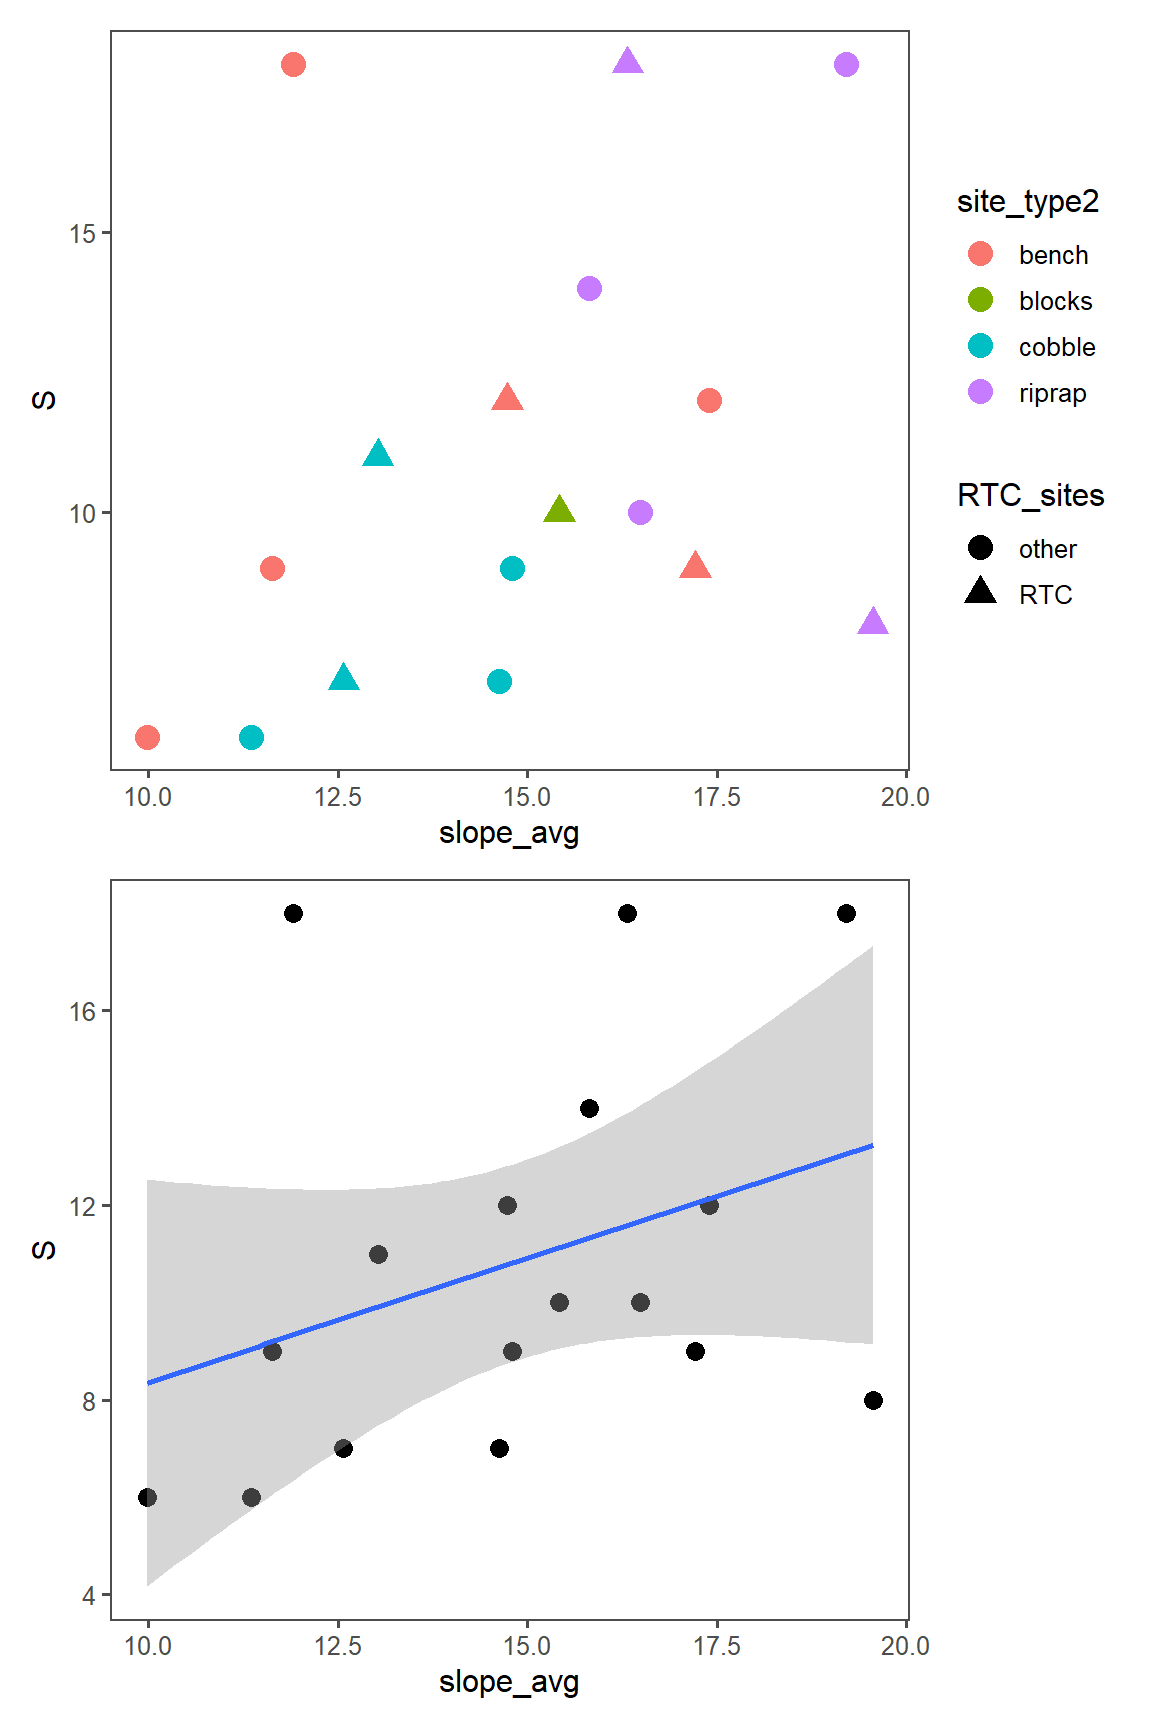 15
10
S
10.0 12.5 15.0 17.5 20.0
slope_avg
site_type2
bench
blocks
cobble
riprap
RTC_sites
other
RTC
16
12
8
4
S
10.0 12.5 15.0 17.5 20.0
slope_avg